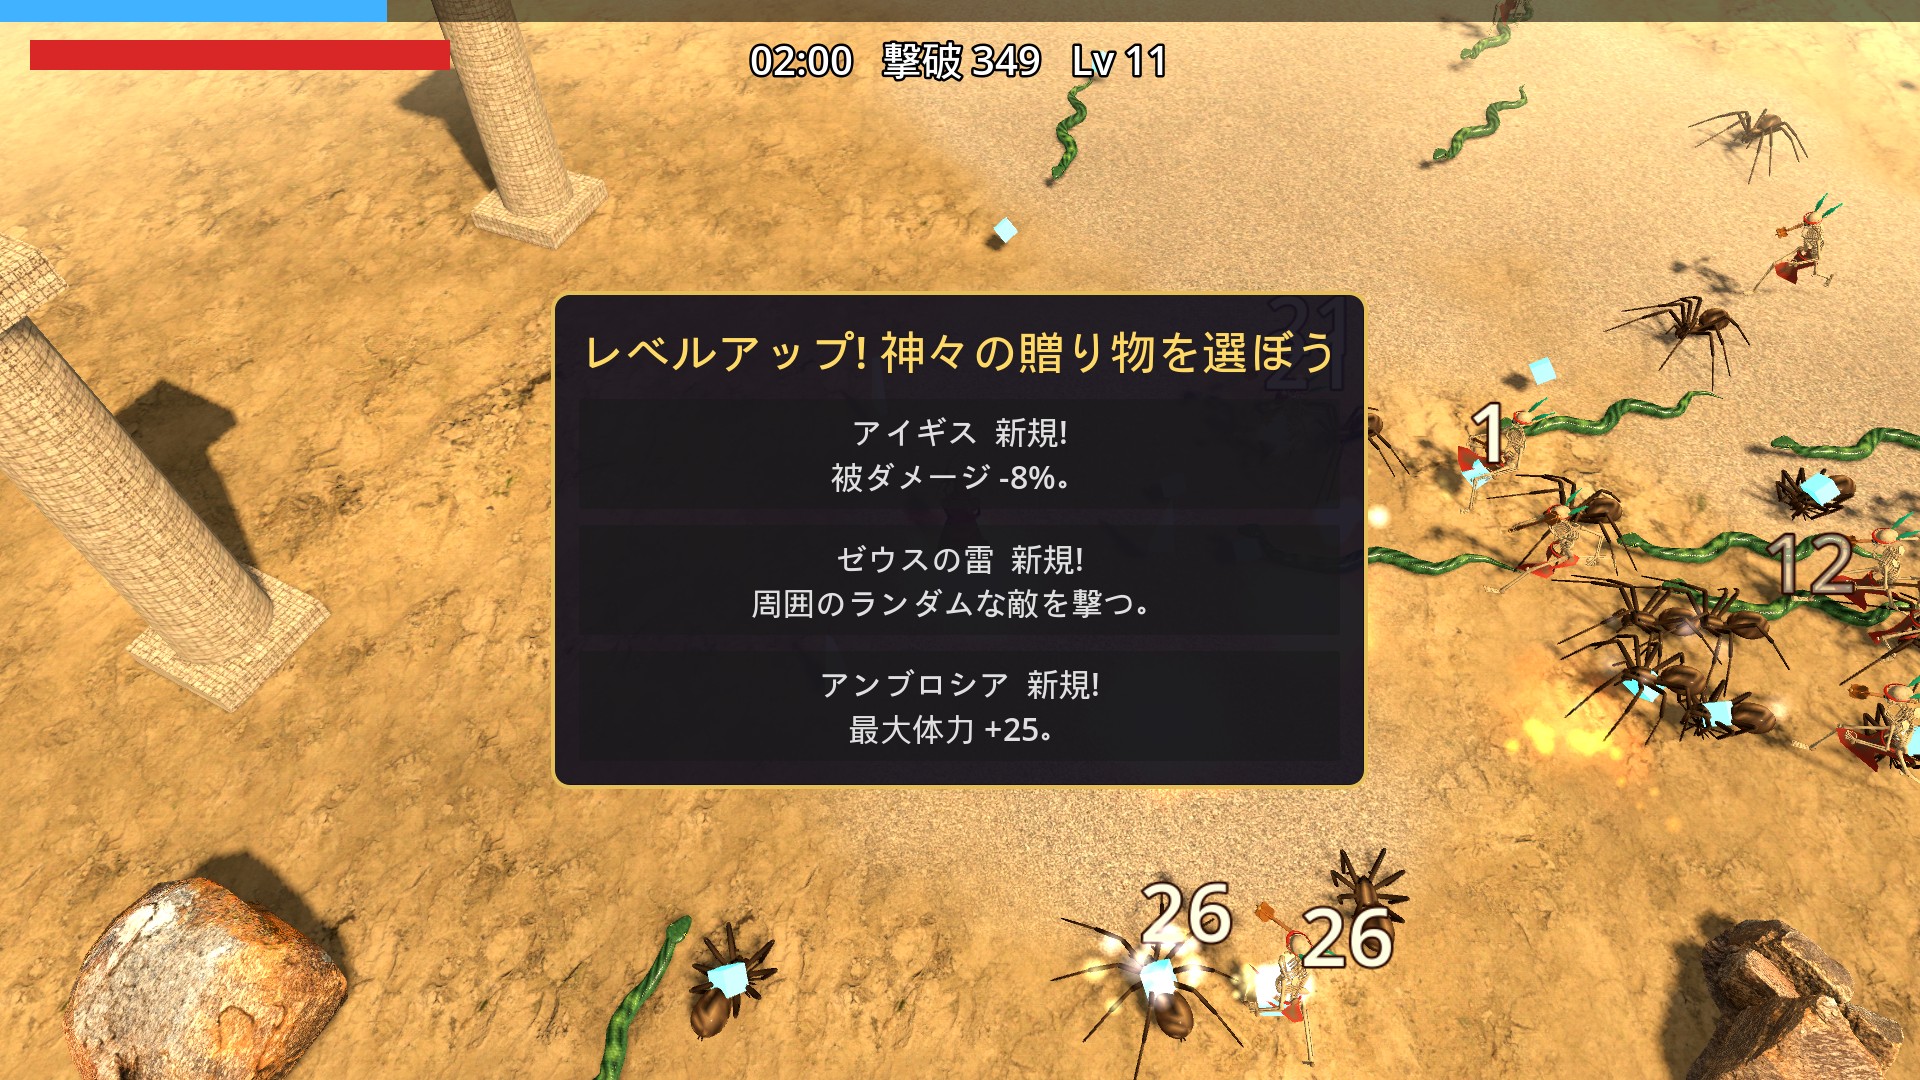 02:00 撃破 349 Lv 11
21
21
レベルアップ! 神々の贈り物を選ぼう
アイギス 新規!
被ダメージ -8%。
ゼウスの雷 新規!
周囲のランダムな敵を撃つ。
アンブロシア 新規!
最大体力 +25。
1
12
26
26